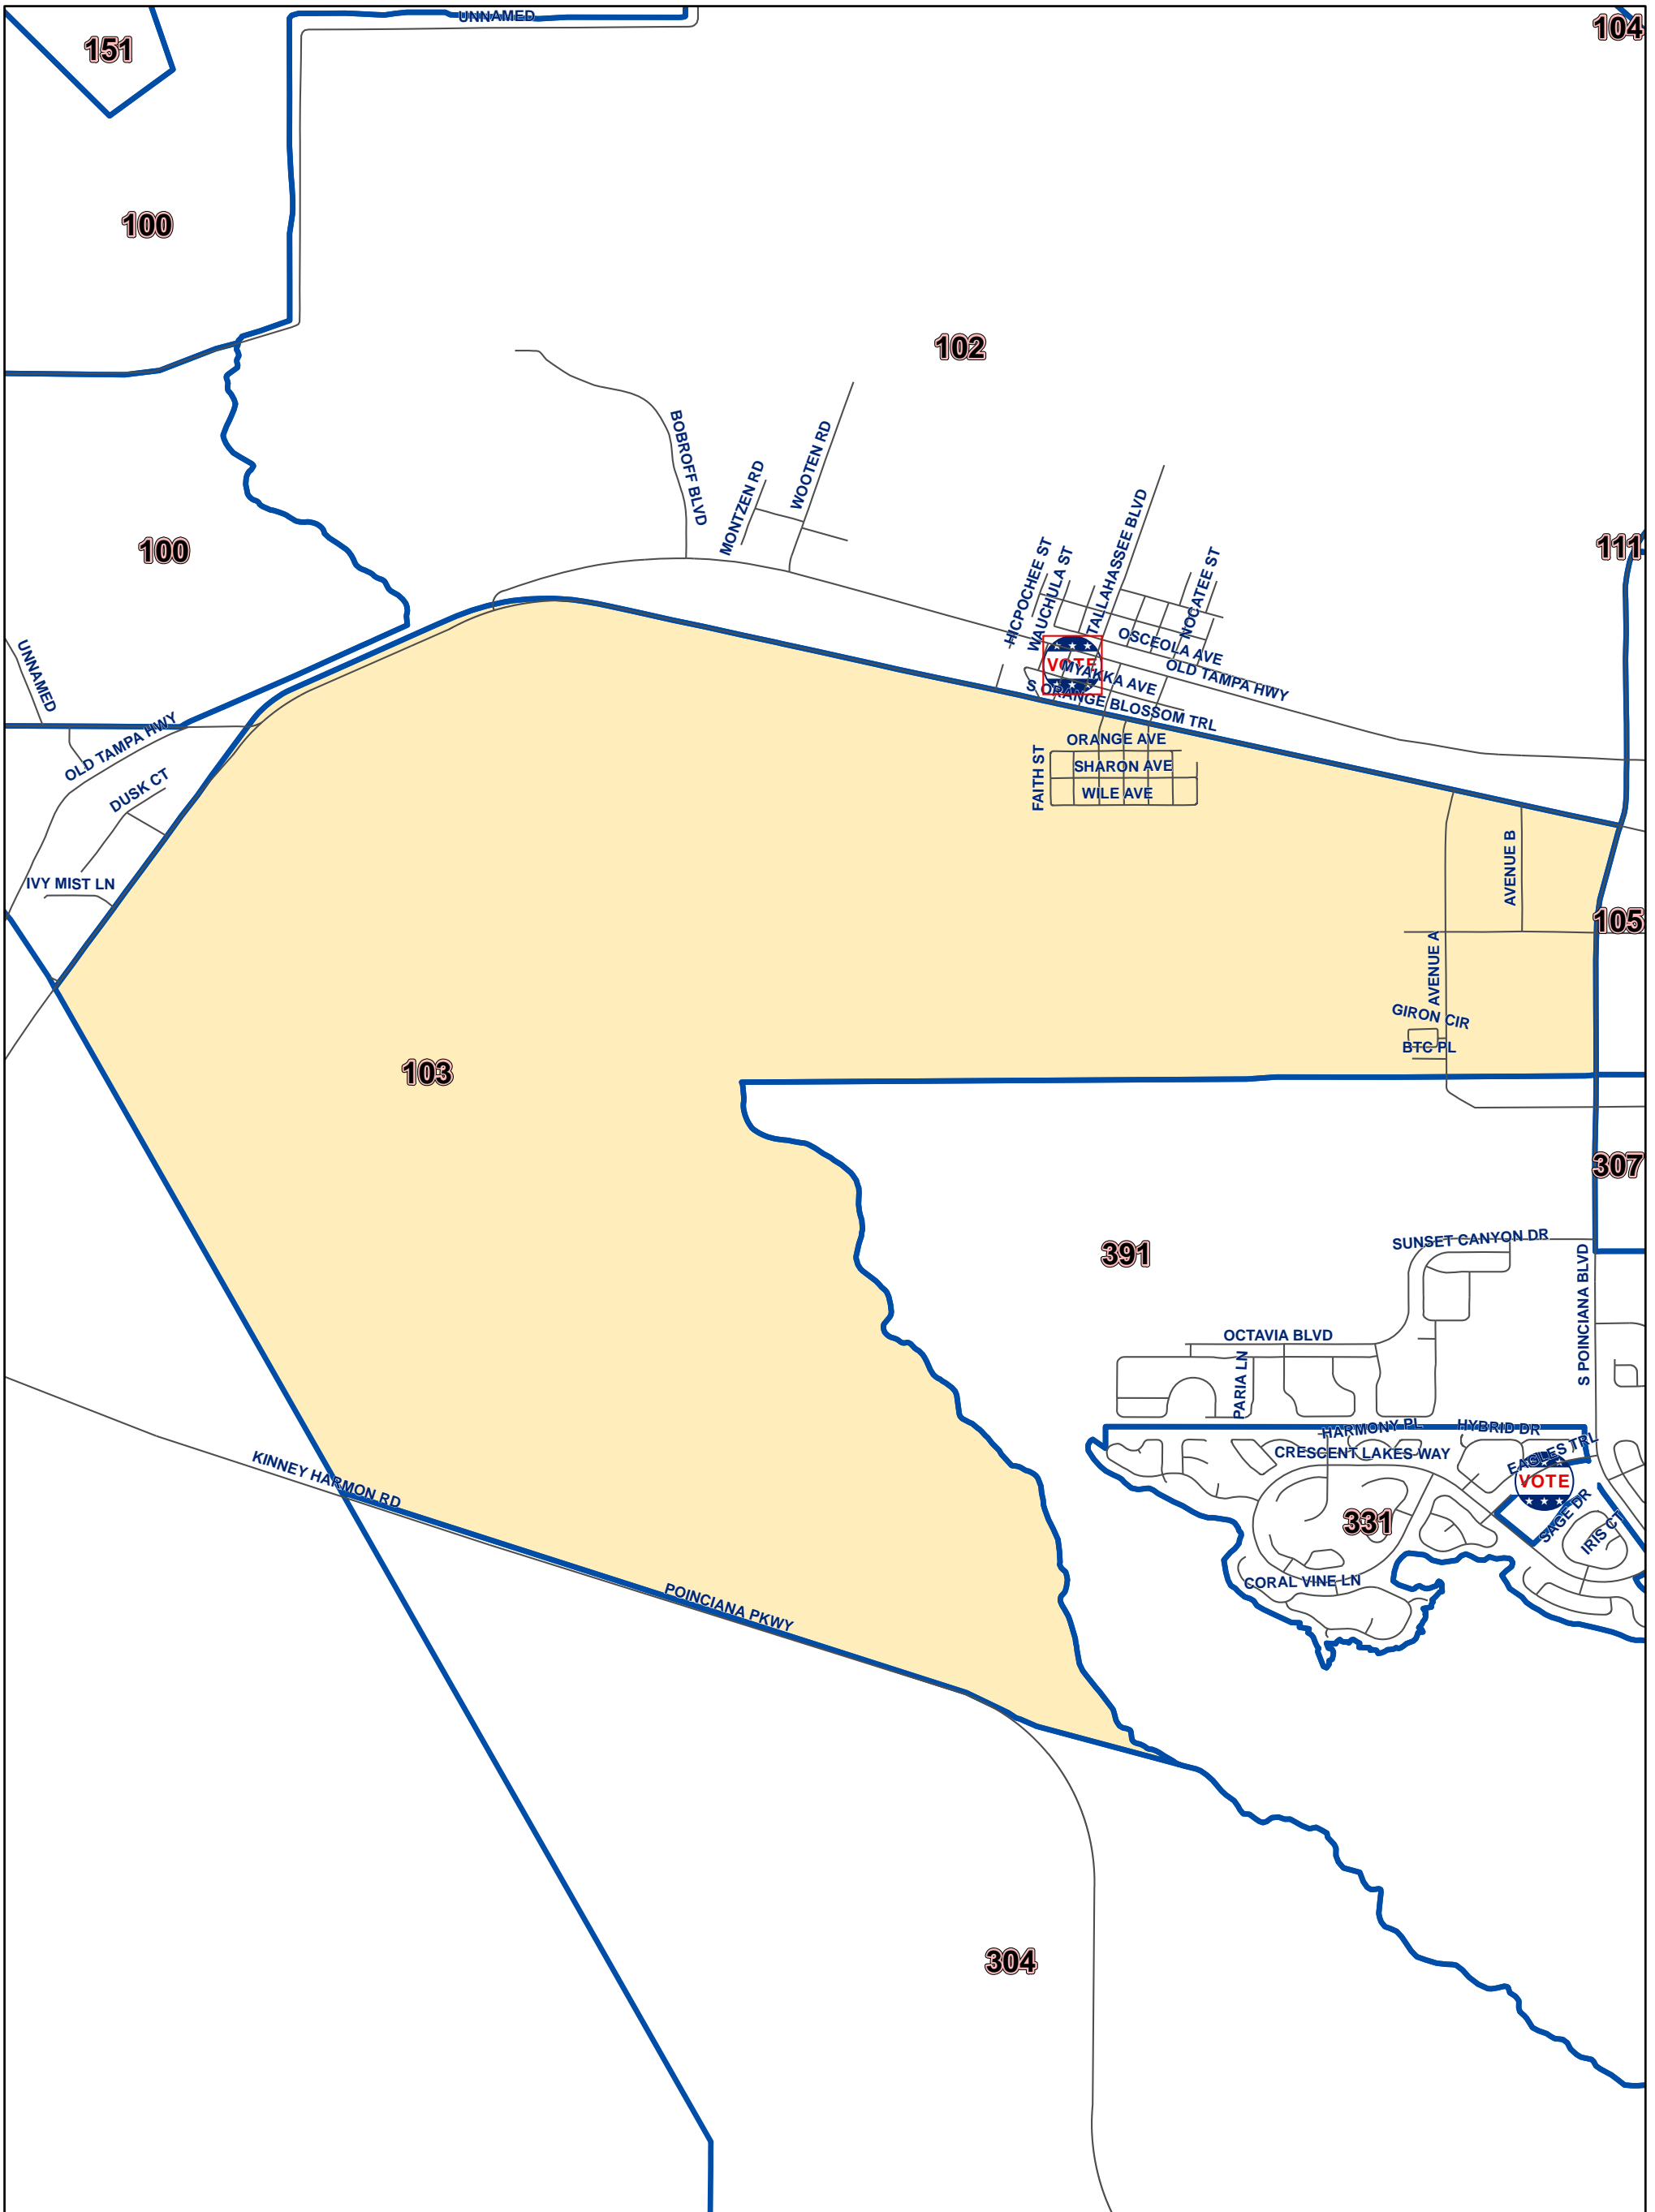 UNNAMED
104
151
100
102
BOBROFF BLVD
MONTZEN RD
WOOTEN RD
100
HICPOCHEE ST
WAUCHULA ST
TALLAHASSEE BLVD
NOCATEE ST
111
OSCEOLA AVE
OLD TAMPA HWY
VOTE
MYAKKA AVE
S ORANGE BLOSSOM TRL
UNNAMED
OLD TAMPA HWY
DUSK CT
IVY MIST LN
ORANGE AVE
FAITH ST
SHARON AVE
WILE AVE
AVENUE B
105
AVENUE A
GIRON CIR
BTC PL
103
307
391
SUNSET CANYON DR
S POINCIANA BLVD
OCTAVIA BLVD
PARIA LN
HARMONY PL
HYBRID DR
CRESCENT LAKES WAY
EAGLES TRL
VOTE
KINNEY HARMON RD
331
SAGE DR
IRIS CT
CORAL VINE LN
POINCIANA PKWY
304